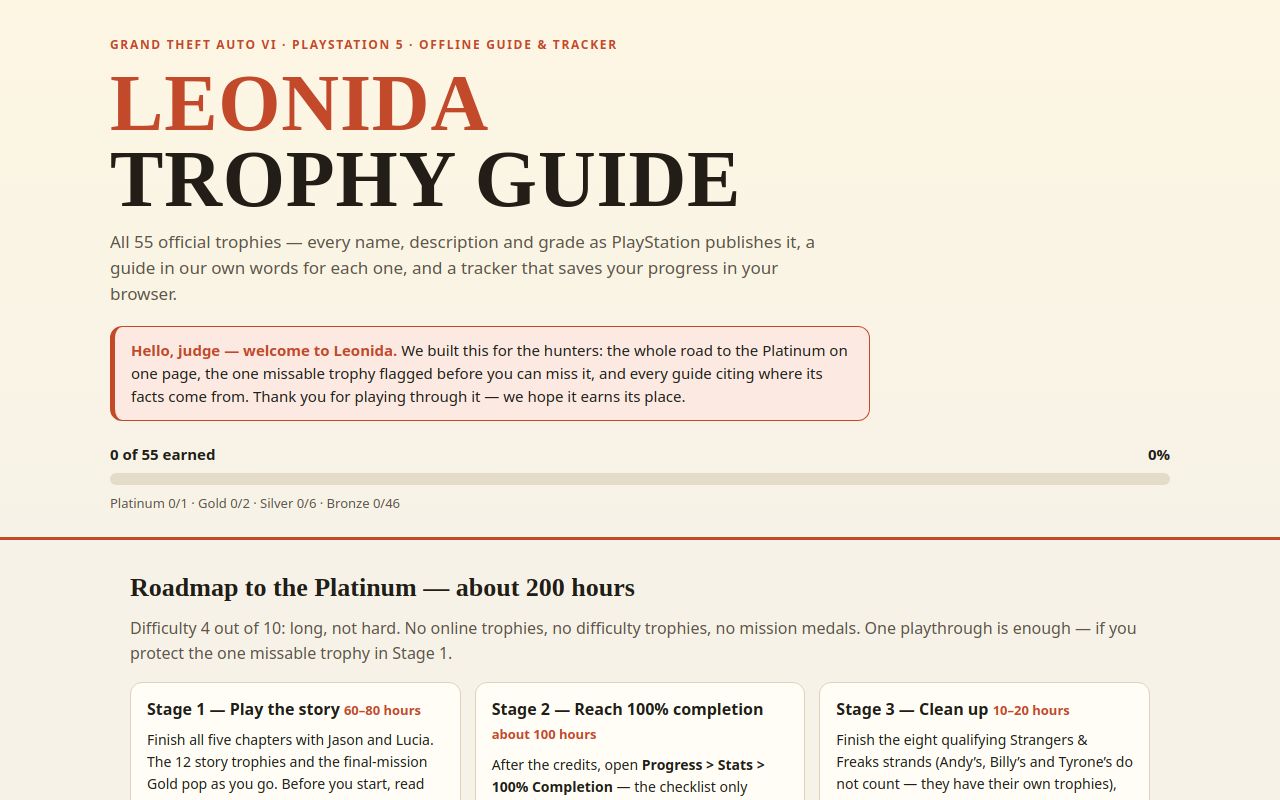 GRAND THEFT AUTO VI · PLAYSTATION 5 · OFFLINE GUIDE & TRACKER
LEONIDA
TROPHY GUIDE
All 55 official trophies — every name, description and grade as PlayStation publishes it, a
guide in our own words for each one, and a tracker that saves your progress in your
browser.
Hello, judge — welcome to Leonida. We built this for the hunters: the whole road to the Platinum on
one page, the one missable trophy flagged before you can miss it, and every guide citing where its
facts come from. Thank you for playing through it — we hope it earns its place.
0 of 55 earned 0%
Platinum 0/1 · Gold 0/2 · Silver 0/6 · Bronze 0/46
Roadmap to the Platinum — about 200 hours
Difficulty 4 out of 10: long, not hard. No online trophies, no difficulty trophies, no mission medals. One playthrough is enough — if you
protect the one missable trophy in Stage 1.
Stage 1 — Play the story 60–80 hours
Finish all five chapters with Jason and Lucia.
The 12 story trophies and the final-mission
Gold pop as you go. Before you start, read
Stage 2 — Reach 100% completion
about 100 hours
After the credits, open Progress > Stats >
100% Completion — the checklist only
Stage 3 — Clean up 10–20 hours
Finish the eight qualifying Strangers &
Freaks strands (Andy’s, Billy’s and Tyrone’s do
not count — they have their own trophies),